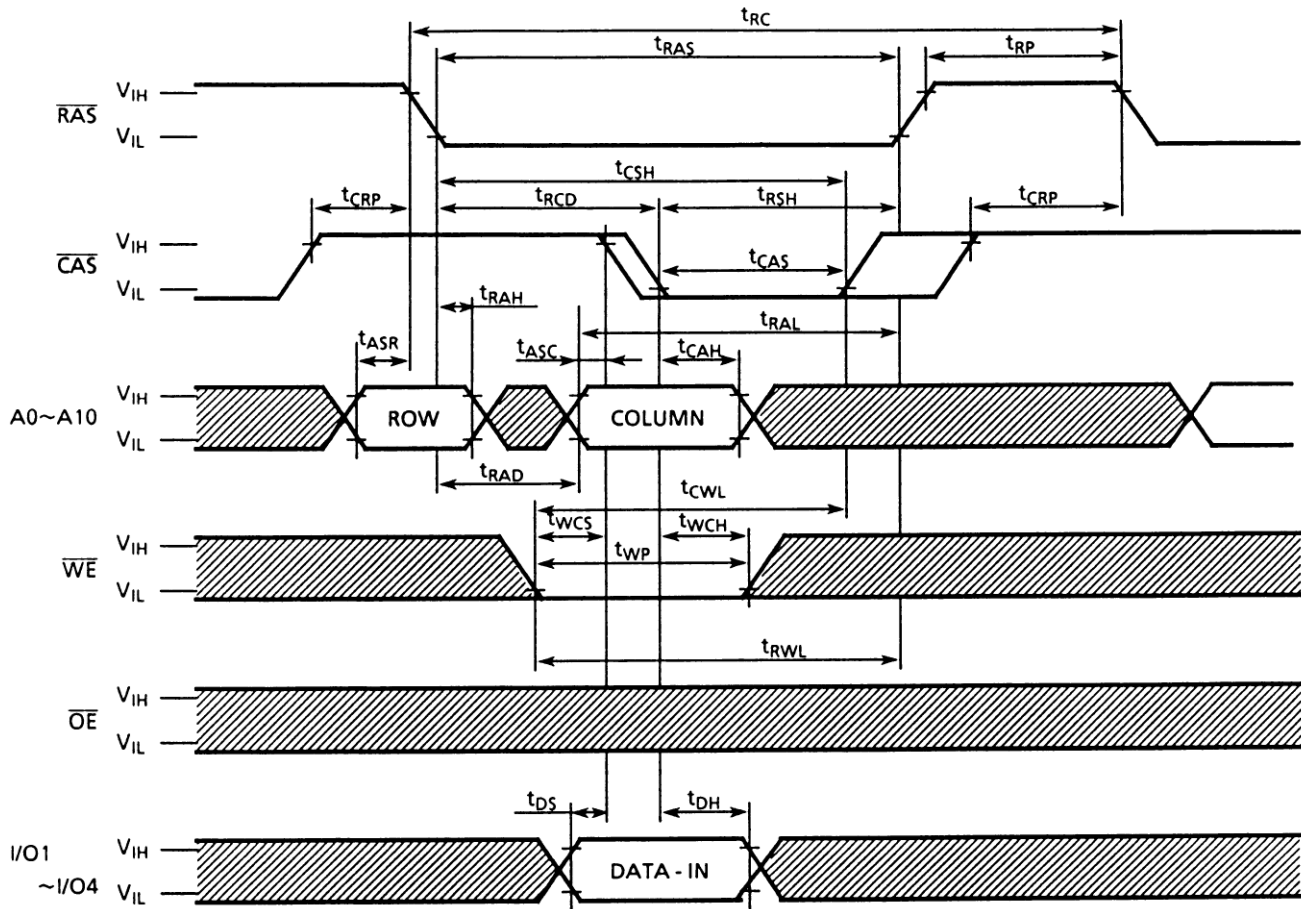 tRC
tRAS tRP
VIH
RAS
VIL
tCSH
tCRP tRCD tRSH tCRP
VIH
CAS tCAS
VIL
tRAH
tRAL
tASR tASC tCAH
VIH
A0~A10 ROW COLUMN
VIL
tRAD
tCWL
tWCS tWCH
VIH tWP
WE
VIL
tRWL
VIH
OE
VIL
tDS tDH
I/O1 VIH
DATA - IN
~I/O4 VIL